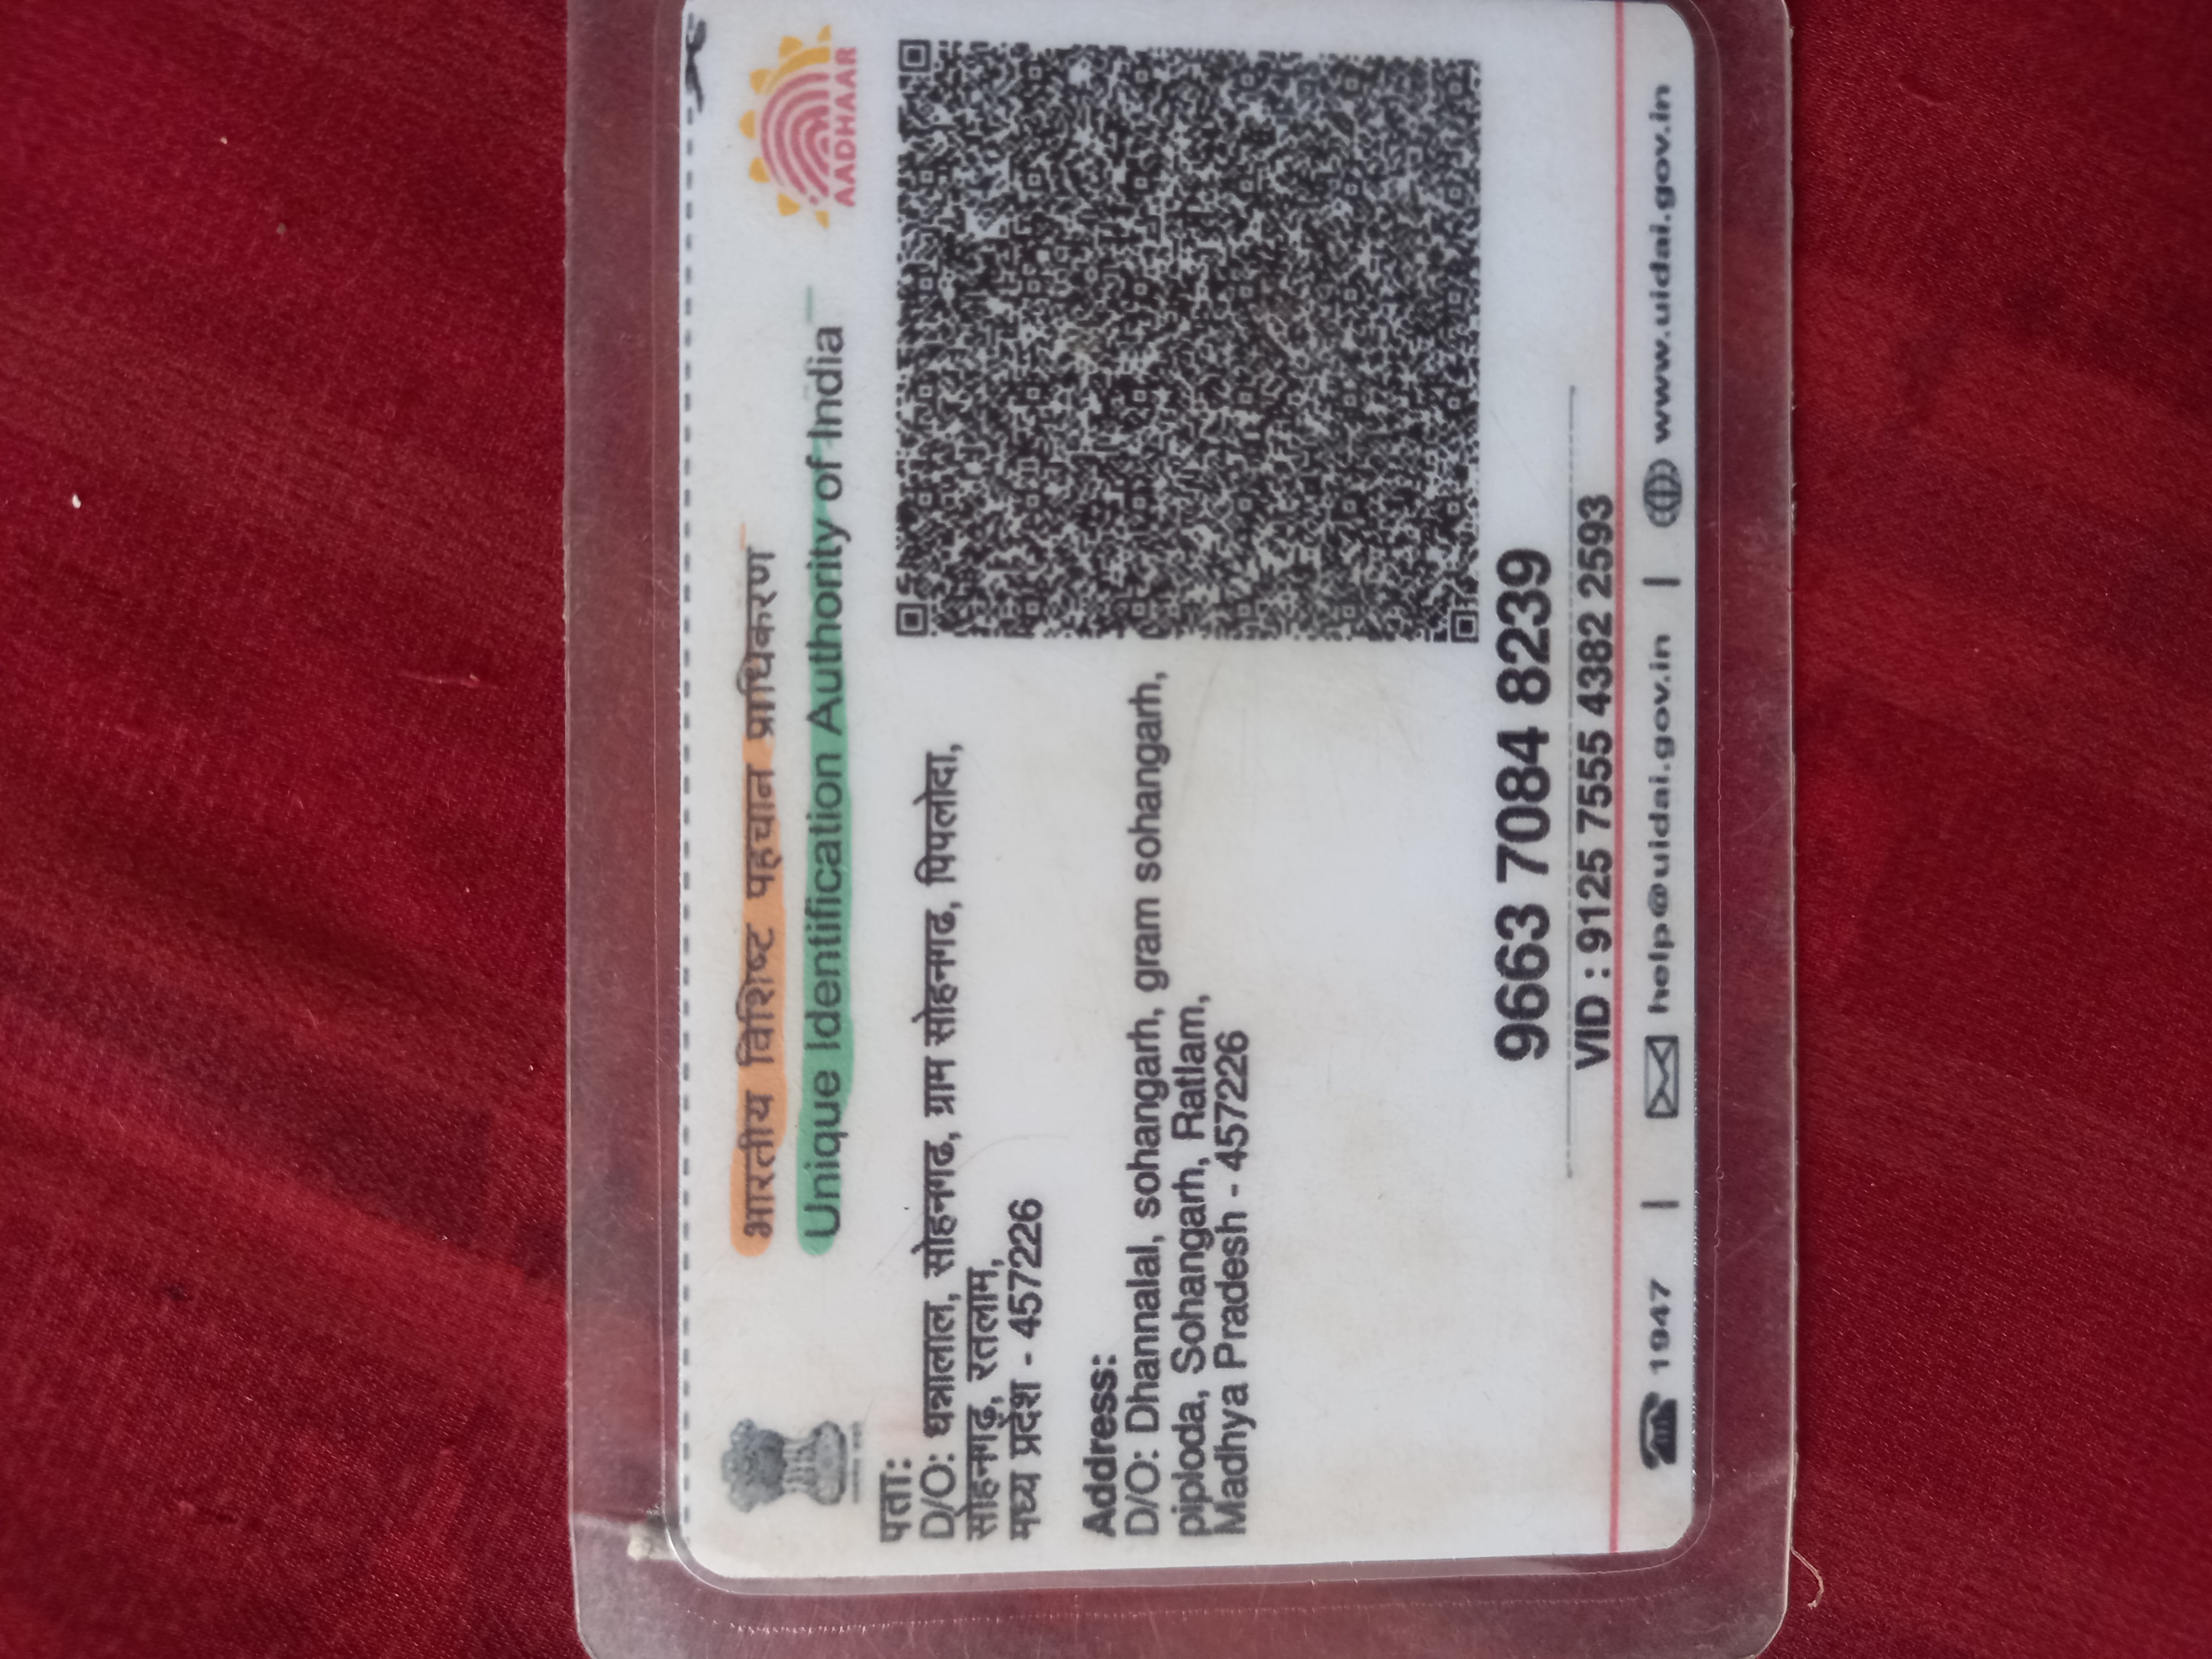 भारतीय विशिष्ट पहचान प्राधिकरण
Unique Identification Authority of India
AADHAAR
पता:
D/O: धन्नालाल, सोहनगढ, ग्राम सोहनगढ, पिपलोदा,
सोहनगढ़, रतलाम,
मध्य प्रदेश - 457226
Address:
D/O: Dhannalal, sohangarh, gram sohangarh,
piploda, Sohangarh, Ratlam,
Madhya Pradesh - 457226
9663 7084 8239
VID : 9125 7555 4382 2593
1947 | help@uidai.gov.in | www.uidai.gov.in